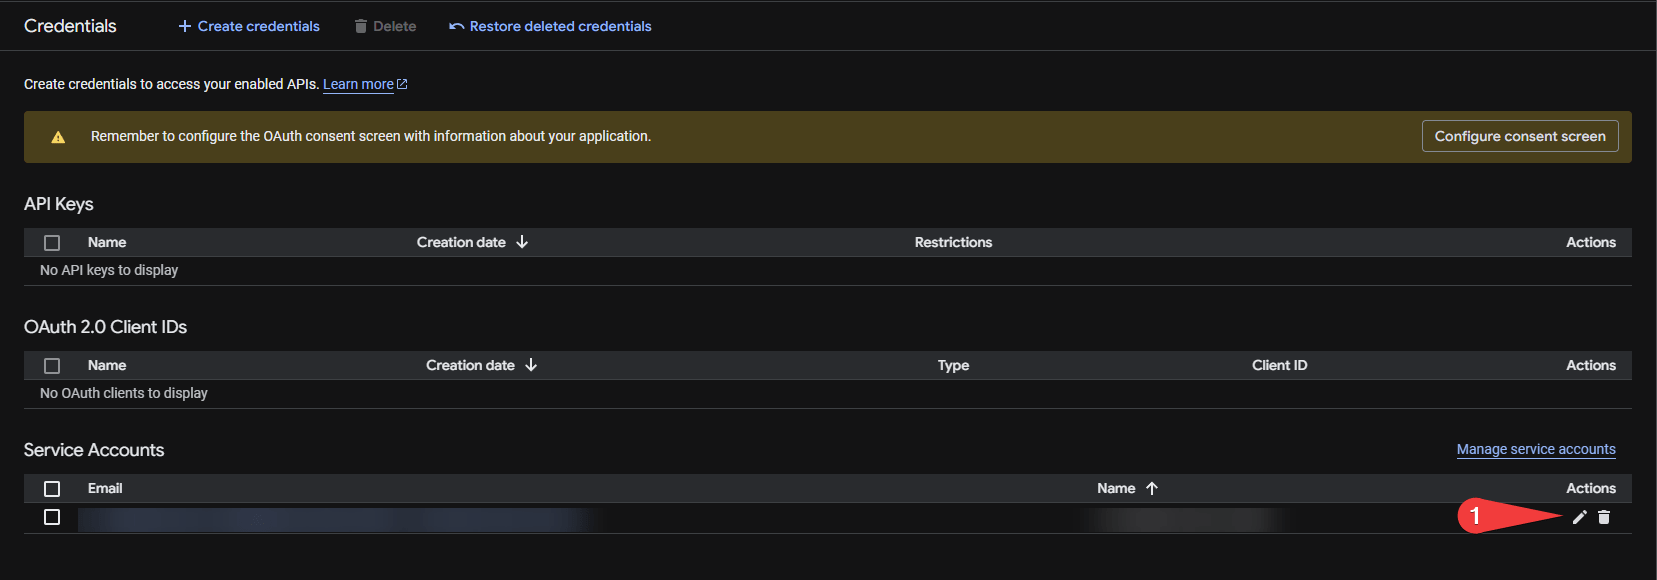 Credentials
Create credentials
Delete
Restore deleted credentials
Create credentials to access your enabled APIs. Learn more
Remember to configure the OAuth consent screen with information about your application.
Configure consent screen
API Keys
Name Creation date Restrictions Actions
No API keys to display
OAuth 2.0 Client IDs
Name Creation date Type Client ID Actions
No OAuth clients to display
Service Accounts
Manage service accounts
Email Name Actions
1